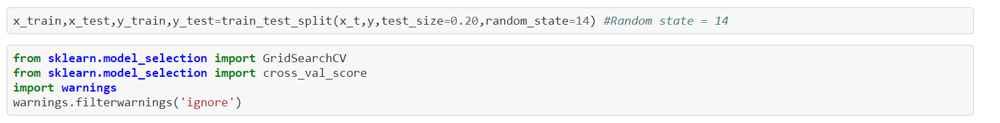 x_train,x_test,y_train,y_test=train_test_split(x_t,y,test_size=0.20,random_state=14) #Random state = 14
from sklearn.model_selection import GridSearchCV
from sklearn.model_selection import cross_val_score
import warnings
warnings.filterwarnings('ignore')